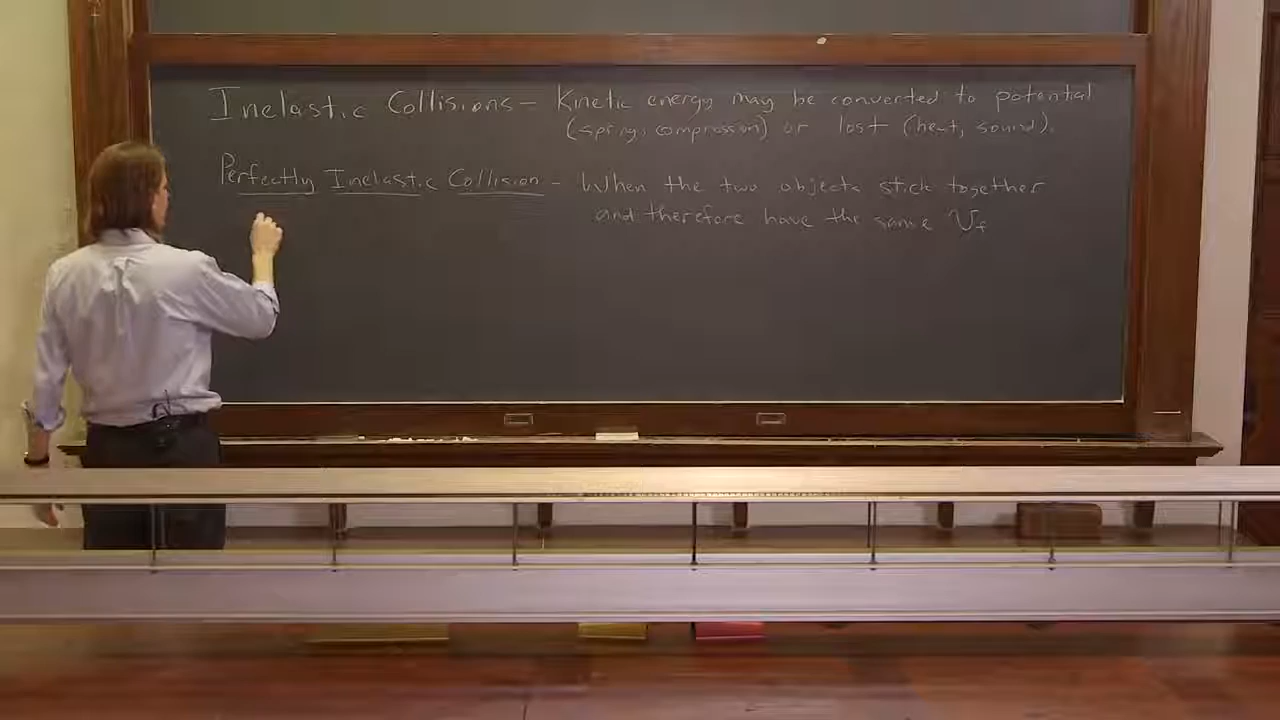 Inelastic Collisions - Kinetic energy may be converted to potential
(spring, compression) or lost (heat, sound).
Perfectly Inelastic Collision - When the two objects stick together
and therefore have the same Vf